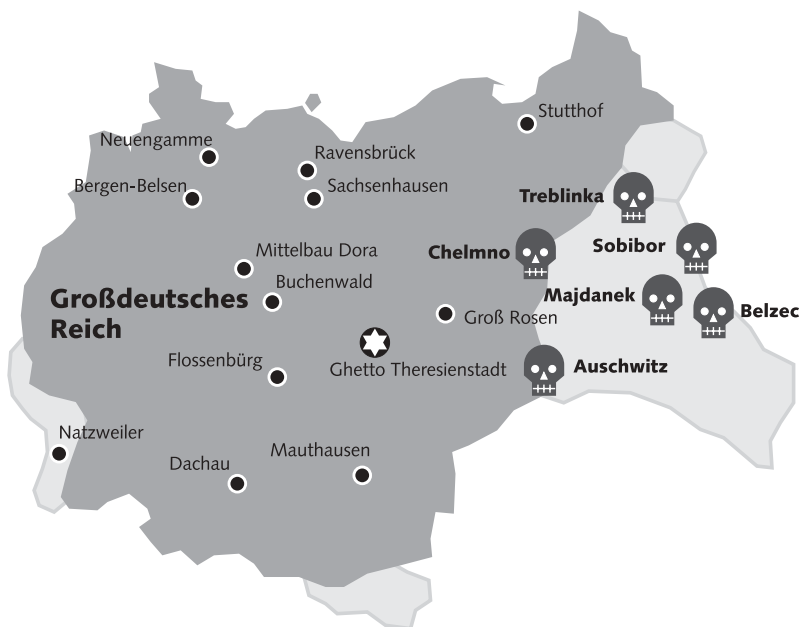 Stutthof
Neuengamme
Ravensbrück
Bergen-Belsen
Sachsenhausen
Treblinka
Chelmno
Sobibor
Mittelbau Dora
Buchenwald
Großdeutsches
Reich
Majdanek
Belzec
Groß Rosen
Flossenbürg
Ghetto Theresienstadt
Auschwitz
Natzweiler
Dachau
Mauthausen